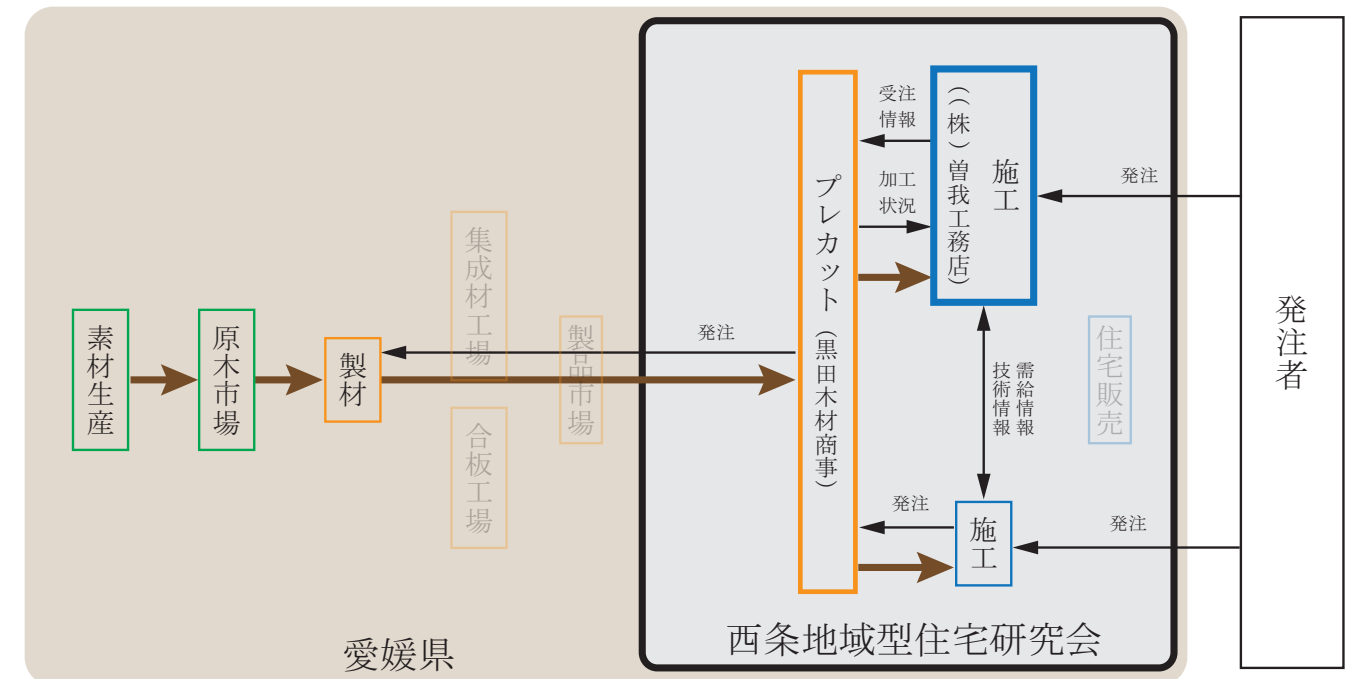 素材生産
原木市場
製材
集成材工場
合板工場
製品市場
発注
プレカット（黒田木材商事）
受注
情報
加工
状況
施工
（（株）曽我工務店）
発注
需給情報
技術情報
住宅販売
発注
施工
発注
発注者
愛媛県
西条地域型住宅研究会